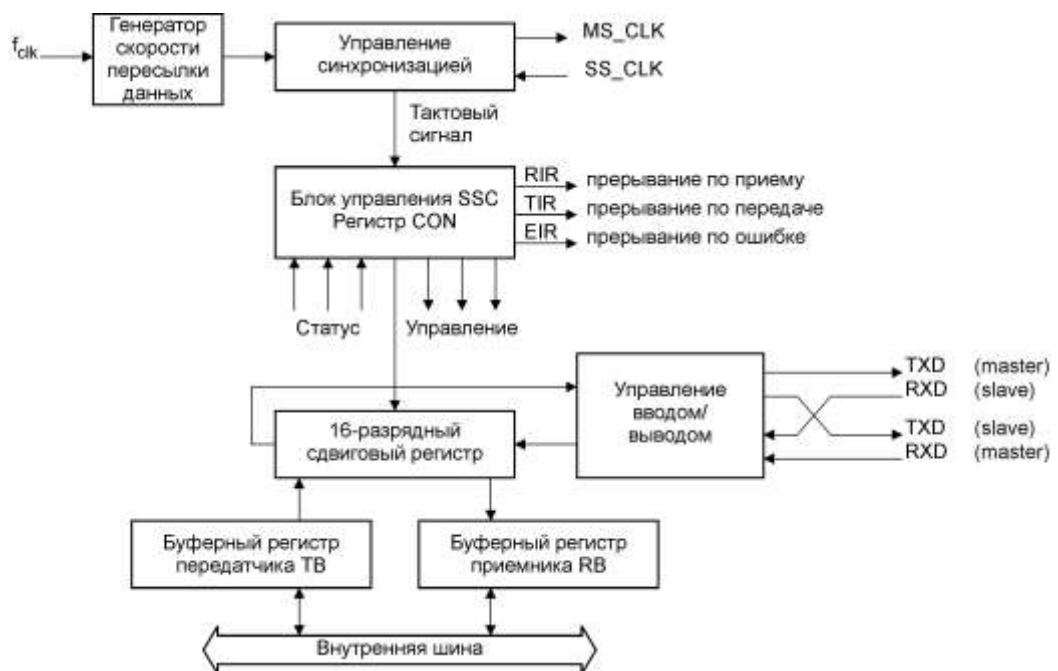 f_clk
Генератор
скорости
пересылки
данных
Управление
синхронизацией
MS_CLK
SS_CLK
Тактовый
сигнал
Блок управления SSC
Регистр CON
RIR прерывание по приему
TIR прерывание по передаче
EIR прерывание по ошибке
Статус
Управление
Управление
вводом/
выводом
TXD (master)
RXD (slave)
TXD (slave)
RXD (master)
16-разрядный
сдвиговый регистр
Буферный регистр
передатчика TB
Буферный регистр
приемника RB
Внутренняя шина